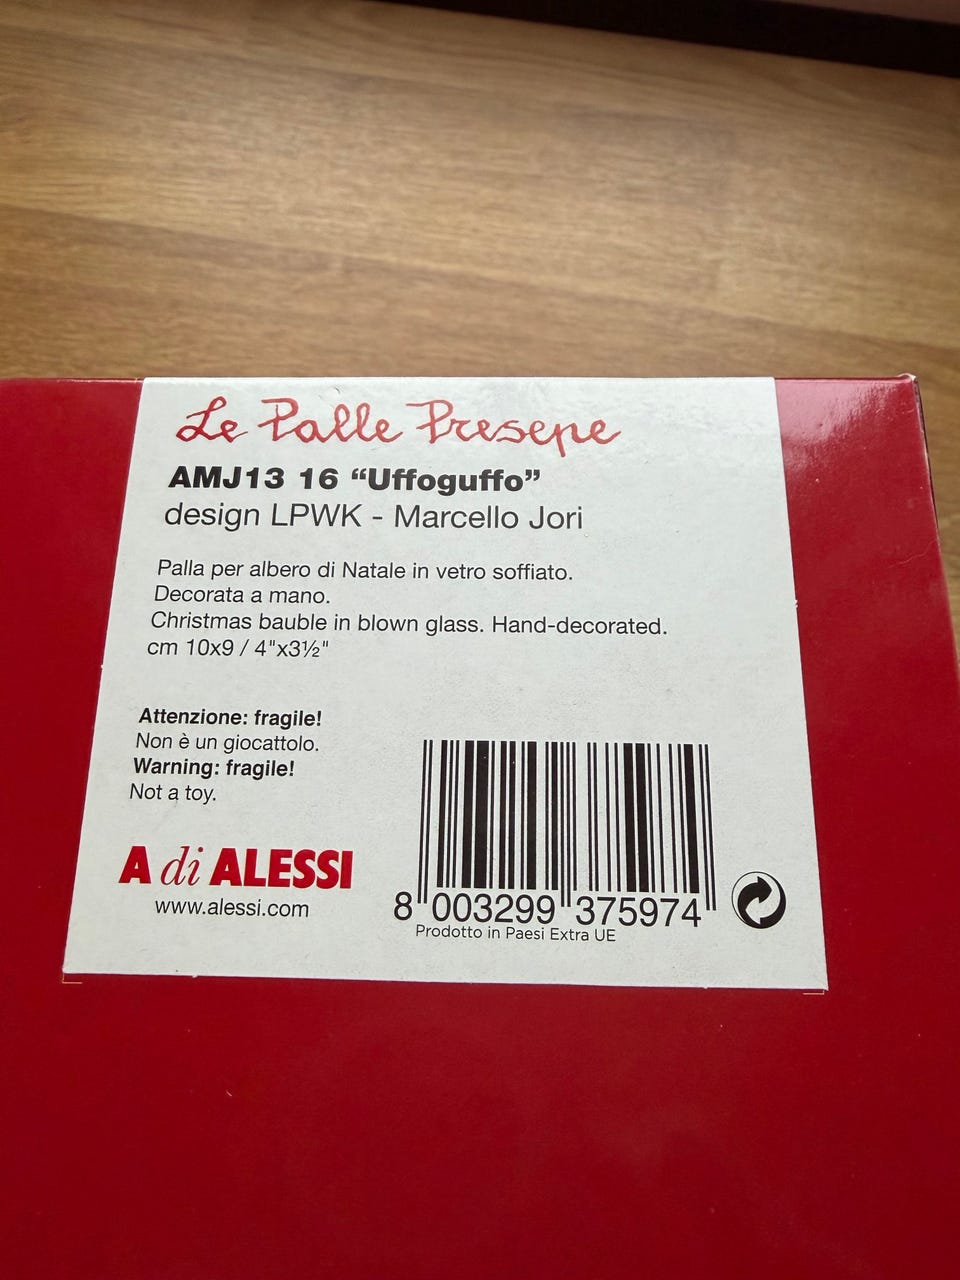 Le Palle Presepe
AMJ13 16 “Uffoguffo”
design LPWK - Marcello Jori
Palla per albero di Natale in vetro soffiato.
Decorata a mano.
Christmas bauble in blown glass. Hand-decorated.
cm 10x9 / 4"x3½"
Attenzione: fragile!
Non è un giocattolo.
Warning: fragile!
Not a toy.
A di ALESSI
www.alessi.com
8 003299 375974
Prodotto in Paesi Extra UE